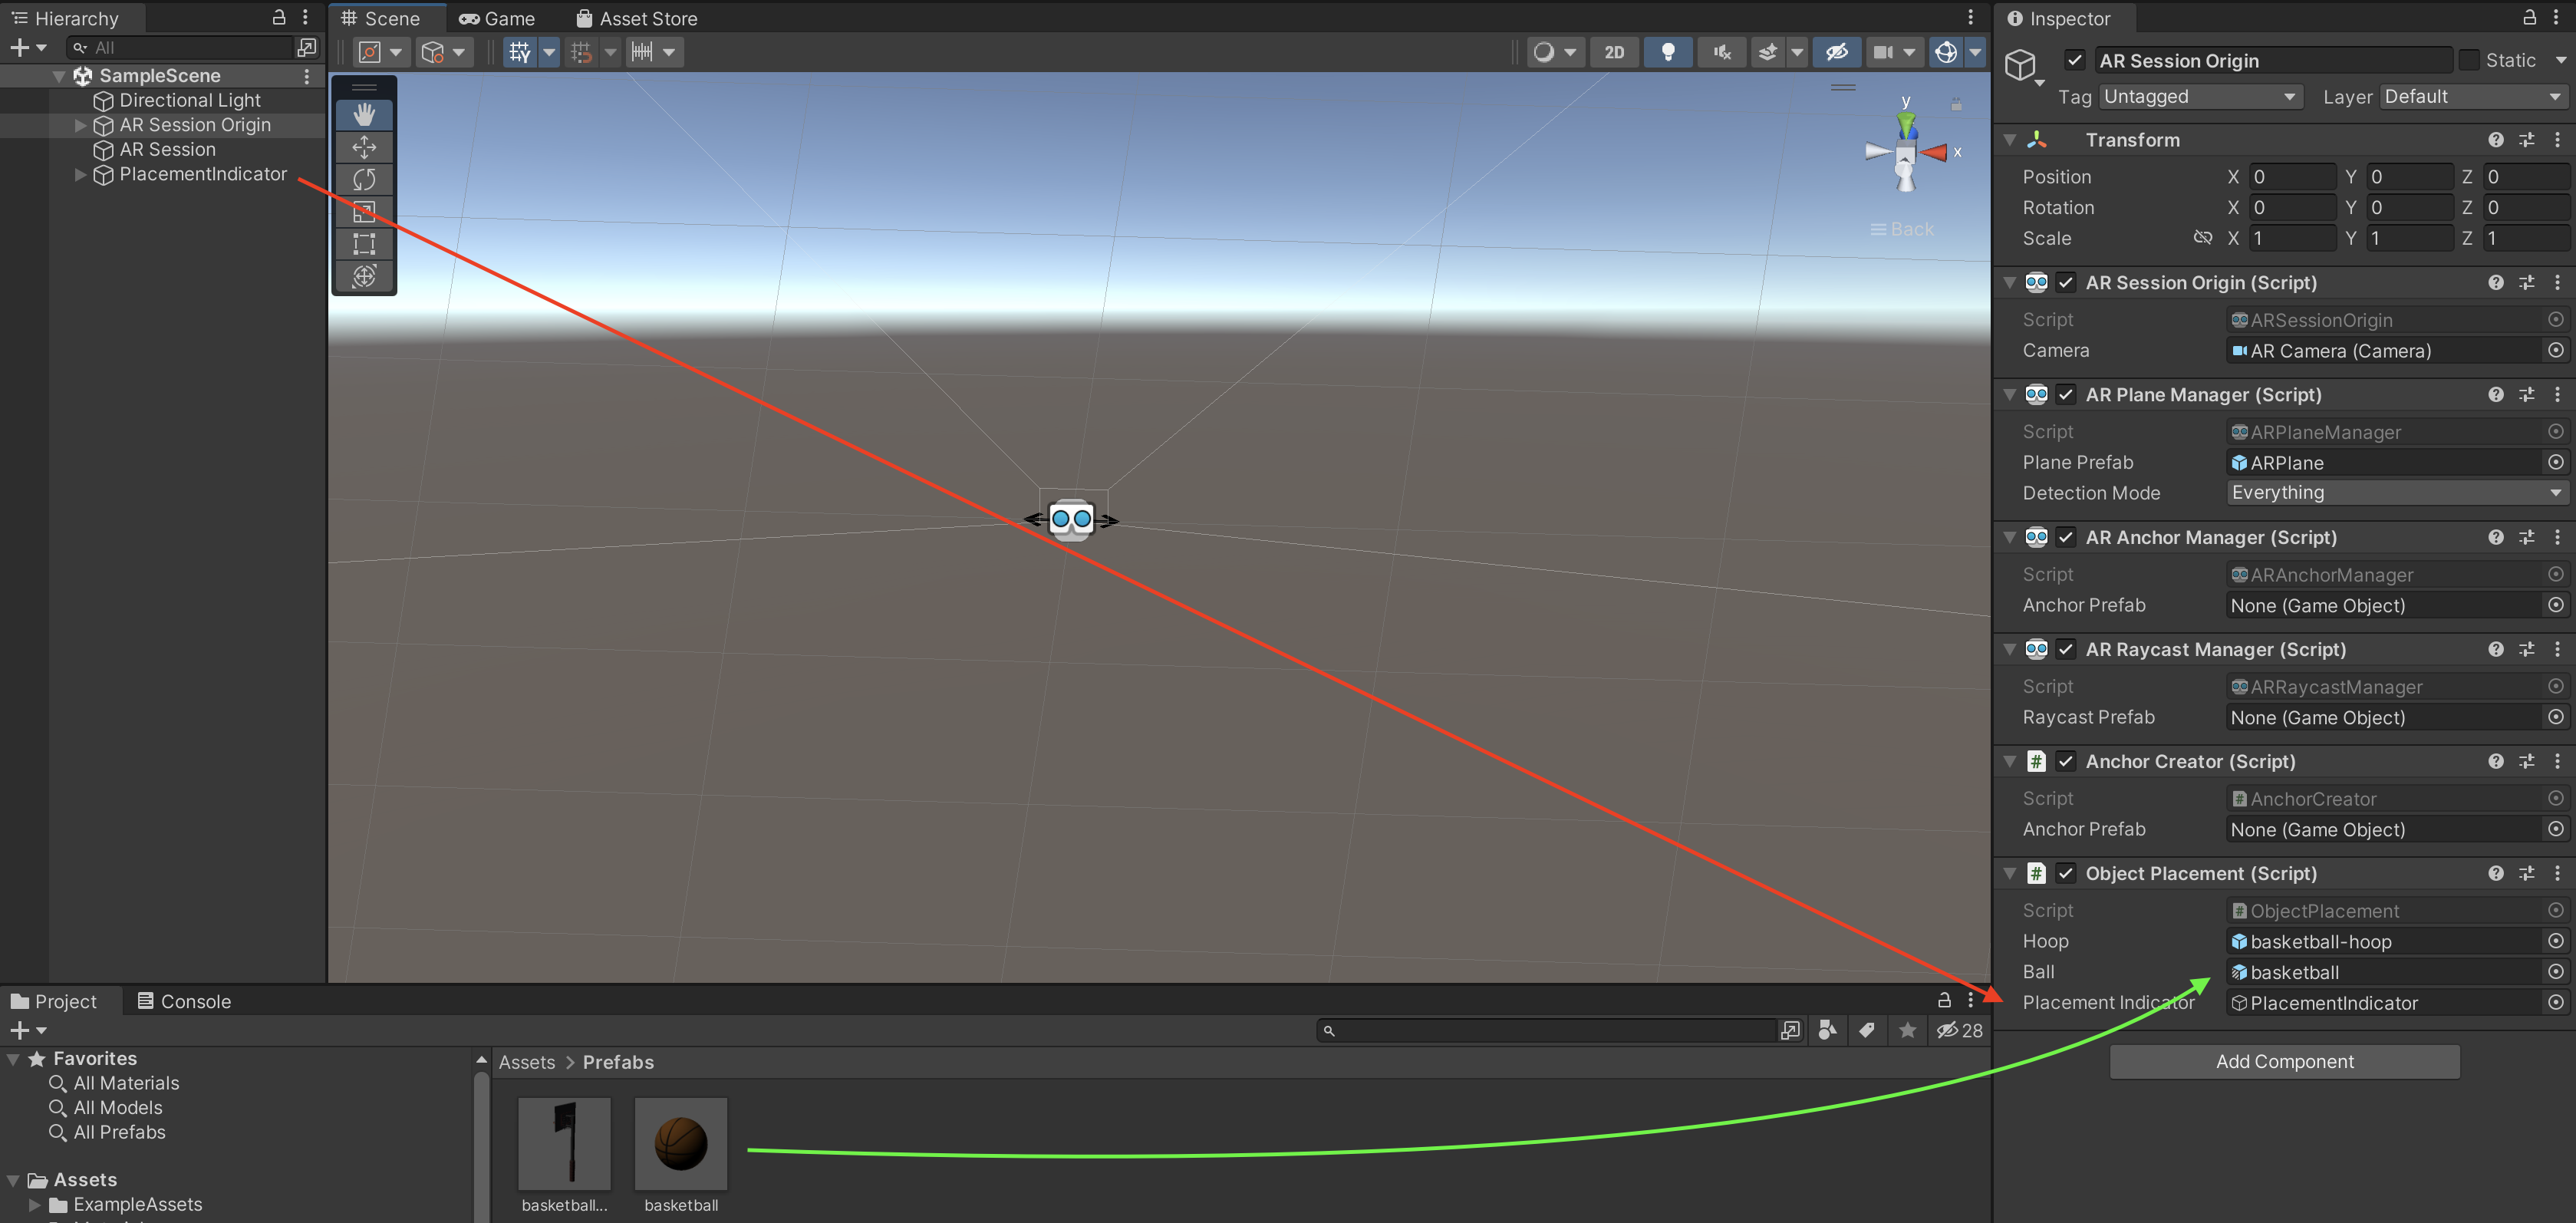 Hierarchy
All
SampleScene
Directional Light
AR Session Origin
AR Session
PlacementIndicator
Scene
Game
Asset Store
2D
y
x
Back
Inspector
AR Session Origin
Static
Tag
Untagged
Layer
Default
Transform
Position
X 0 Y 0 Z 0
Rotation
X 0 Y 0 Z 0
Scale
X 1 Y 1 Z 1
AR Session Origin (Script)
Script
ARSessionOrigin
Camera
AR Camera (Camera)
AR Plane Manager (Script)
Script
ARPlaneManager
Plane Prefab
ARPlane
Detection Mode
Everything
AR Anchor Manager (Script)
Script
ARAnchorManager
Anchor Prefab
None (Game Object)
AR Raycast Manager (Script)
Script
ARRaycastManager
Raycast Prefab
None (Game Object)
# Anchor Creator (Script)
Script
# AnchorCreator
Anchor Prefab
None (Game Object)
# Object Placement (Script)
Script
# ObjectPlacement
Hoop
basketball-hoop
Ball
basketball
Placement Indicator
PlacementIndicator
Add Component
Project
Console
28
Favorites
All Materials
All Models
All Prefabs
Assets
ExampleAssets
Assets > Prefabs
basketball...
basketball